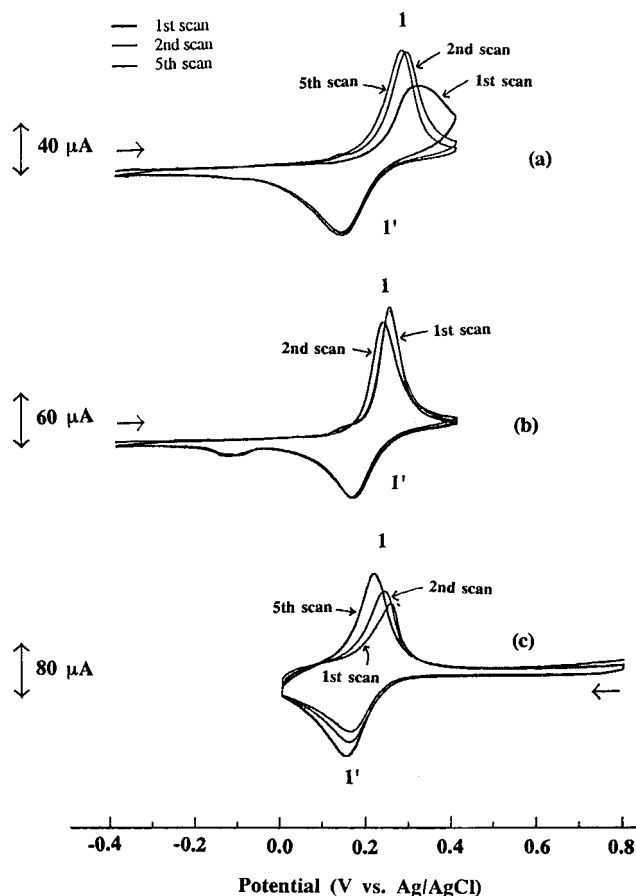 1st scan
2nd scan
5th scan
1
2nd scan
5th scan
1st scan
40 µA
(a)
1'
1
2nd scan
1st scan
60 µA
(b)
1'
1
5th scan
2nd scan
(c)
80 µA
1st scan
1'
-0.4 -0.2 0.0 0.2 0.4 0.6 0.8
Potential (V vs. Ag/AgCl)